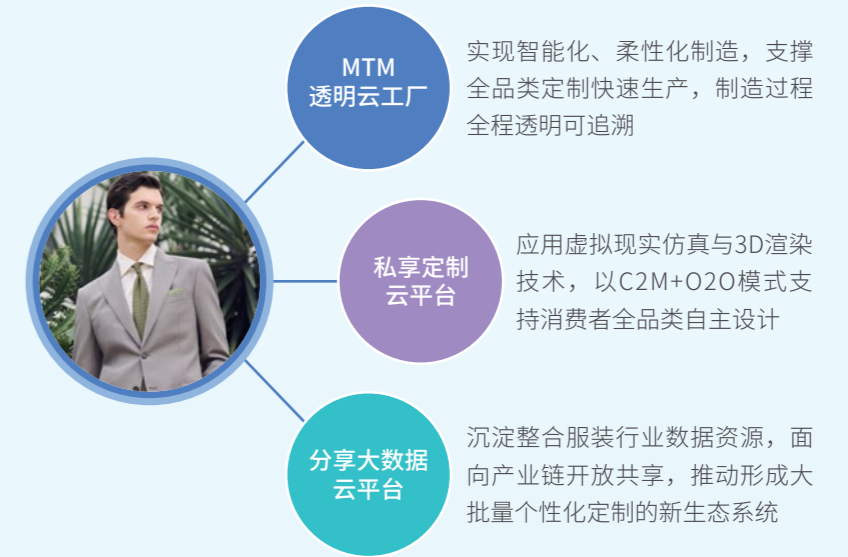 MTM
透明云工厂
实现智能化、柔性化制造，支撑
全品类定制快速生产，制造过程
全程透明可追溯
私享定制
云平台
应用虚拟现实仿真与3D渲染
技术，以C2M+O2O模式支
持消费者全品类自主设计
分享大数据
云平台
沉淀整合服装行业数据资源，面
向产业链开放共享，推动形成大
批量个性化定制的新生态系统